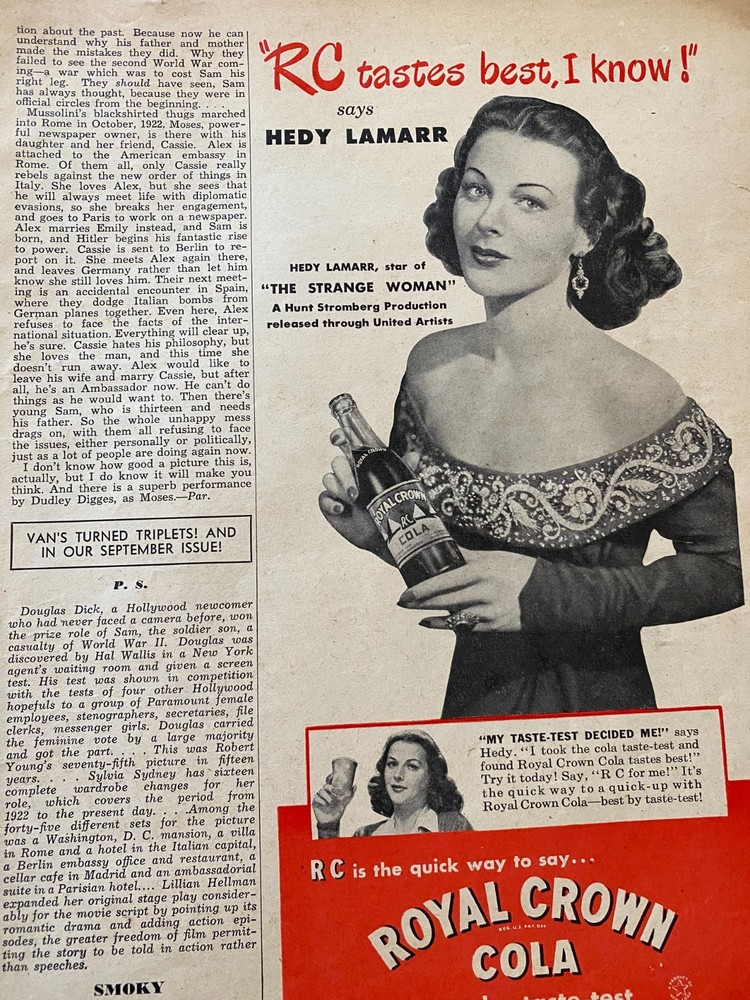 tion about the past. Because now he can
understand why his father and mother
made the mistakes they did. Why they
failed to see the second World War com-
ing—a war which was to cost Sam his
right leg. They should have seen, Sam
has always thought, because they were in
official circles from the beginning. . . .
Mussolini's blackshirted thugs marched
into Rome in October, 1922. Moses, power-
ful newspaper owner, is there with his
daughter and her friend, Cassie. Alex is
attached to the American embassy in
Rome. Of them all, only Cassie really
rebels against the new order of things in
Italy. She loves Alex, but she sees that
he will always meet life with diplomatic
evasions, so she breaks her engagement,
and goes to Paris to work on a newspaper.
Alex marries Emily instead, and Sam is
born, and Hitler begins his fantastic rise
to power. Cassie is sent to Berlin to re-
port on it. She meets Alex again there,
and leaves Germany rather than let him
know she still loves him. Their next meet-
ing is an accidental encounter in Spain,
where they dodge Italian bombs from
German planes together. Even here, Alex
refuses to face the facts of the inter-
national situation. Everything will clear up,
he's sure. Cassie hates his philosophy, but
she loves the man, and this time she
doesn't run away. Alex would like to
leave his wife and marry Cassie, but after
all, he's an Ambassador now. He can't do
things as he would want to. Then there's
young Sam, who is thirteen and needs
his father. So the whole unhappy mess
drags on, with them all refusing to face
the issues, either personally or politically,
just as a lot of people are doing again now.
I don't know how good a picture this is,
actually, but I do know it will make you
think. And there is a superb performance
by Dudley Digges, as Moses.—Par.
VAN'S TURNED TRIPLETS! AND
IN OUR SEPTEMBER ISSUE!
P. S.
Douglas Dick, a Hollywood newcomer
who had never faced a camera before, won
the prize role of Sam, the soldier son, a
casualty of World War II. Douglas was
discovered by Hal Wallis in a New York
agent's waiting room and given a screen
test. His test was shown in competition
with the tests of four other Hollywood
hopefuls to a group of Paramount female
employees, stenographers, secretaries, file
clerks, messenger girls. Douglas carried
the feminine vote by a large majority
and got the part. . . . This was Robert
Young's seventy-fifth picture in fifteen
years. . . . Sylvia Sydney has sixteen
complete wardrobe changes for her
role, which covers the period from
1922 to the present day. . . . Among the
forty-five different sets for the picture
was a Washington, D. C. mansion, a villa
in Rome and a hotel in the Italian capital,
a Berlin embassy office and restaurant, a
cellar cafe in Madrid and an ambassadorial
suite in a Parisian hotel.... Lillian Hellman
expanded her original stage play consider-
ably for the movie script by pointing up its
romantic drama and adding action epi-
sodes, the greater freedom of film permit-
ting the story to be told in action rather
than speeches.
SMOKY
"RC tastes best, I know!"
says
HEDY LAMARR
HEDY LAMARR, star of
"THE STRANGE WOMAN"
A Hunt Stromberg Production
released through United Artists
ROYAL CROWN
ROYAL CROWN
RC
COLA
"MY TASTE-TEST DECIDED ME!" says
Hedy. "I took the cola taste-test and
found Royal Crown Cola tastes best!"
Try it today! Say, "R C for me!" It's
the quick way to a quick-up with
Royal Crown Cola—best by taste-test!
RC is the quick way to say...
ROYAL CROWN
REG. U.S. PAT. OFF.
COLA
taste-test